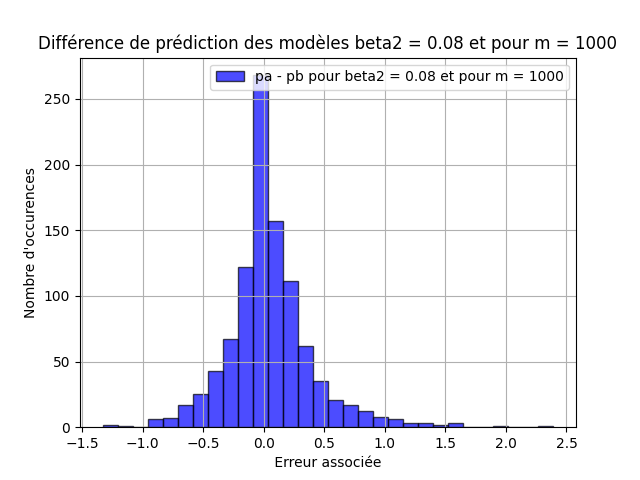 Différence de prédiction des modèles beta2 = 0.08 et pour m = 1000
pa - pb pour beta2 = 0.08 et pour m = 1000
250
200
150
100
50
0
Nombre d'occurences
−1.5 −1.0 −0.5 0.0 0.5 1.0 1.5 2.0 2.5
Erreur associée